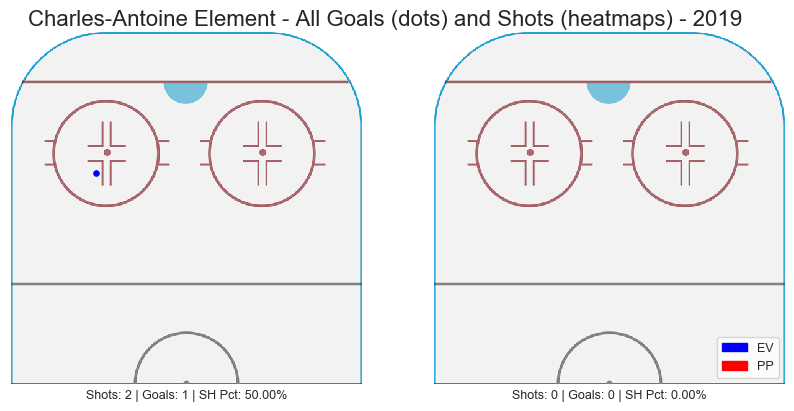 Charles-Antoine Element - All Goals (dots) and Shots (heatmaps) - 2019
EV
PP
Shots: 2 | Goals: 1 | SH Pct: 50.00%
Shots: 0 | Goals: 0 | SH Pct: 0.00%